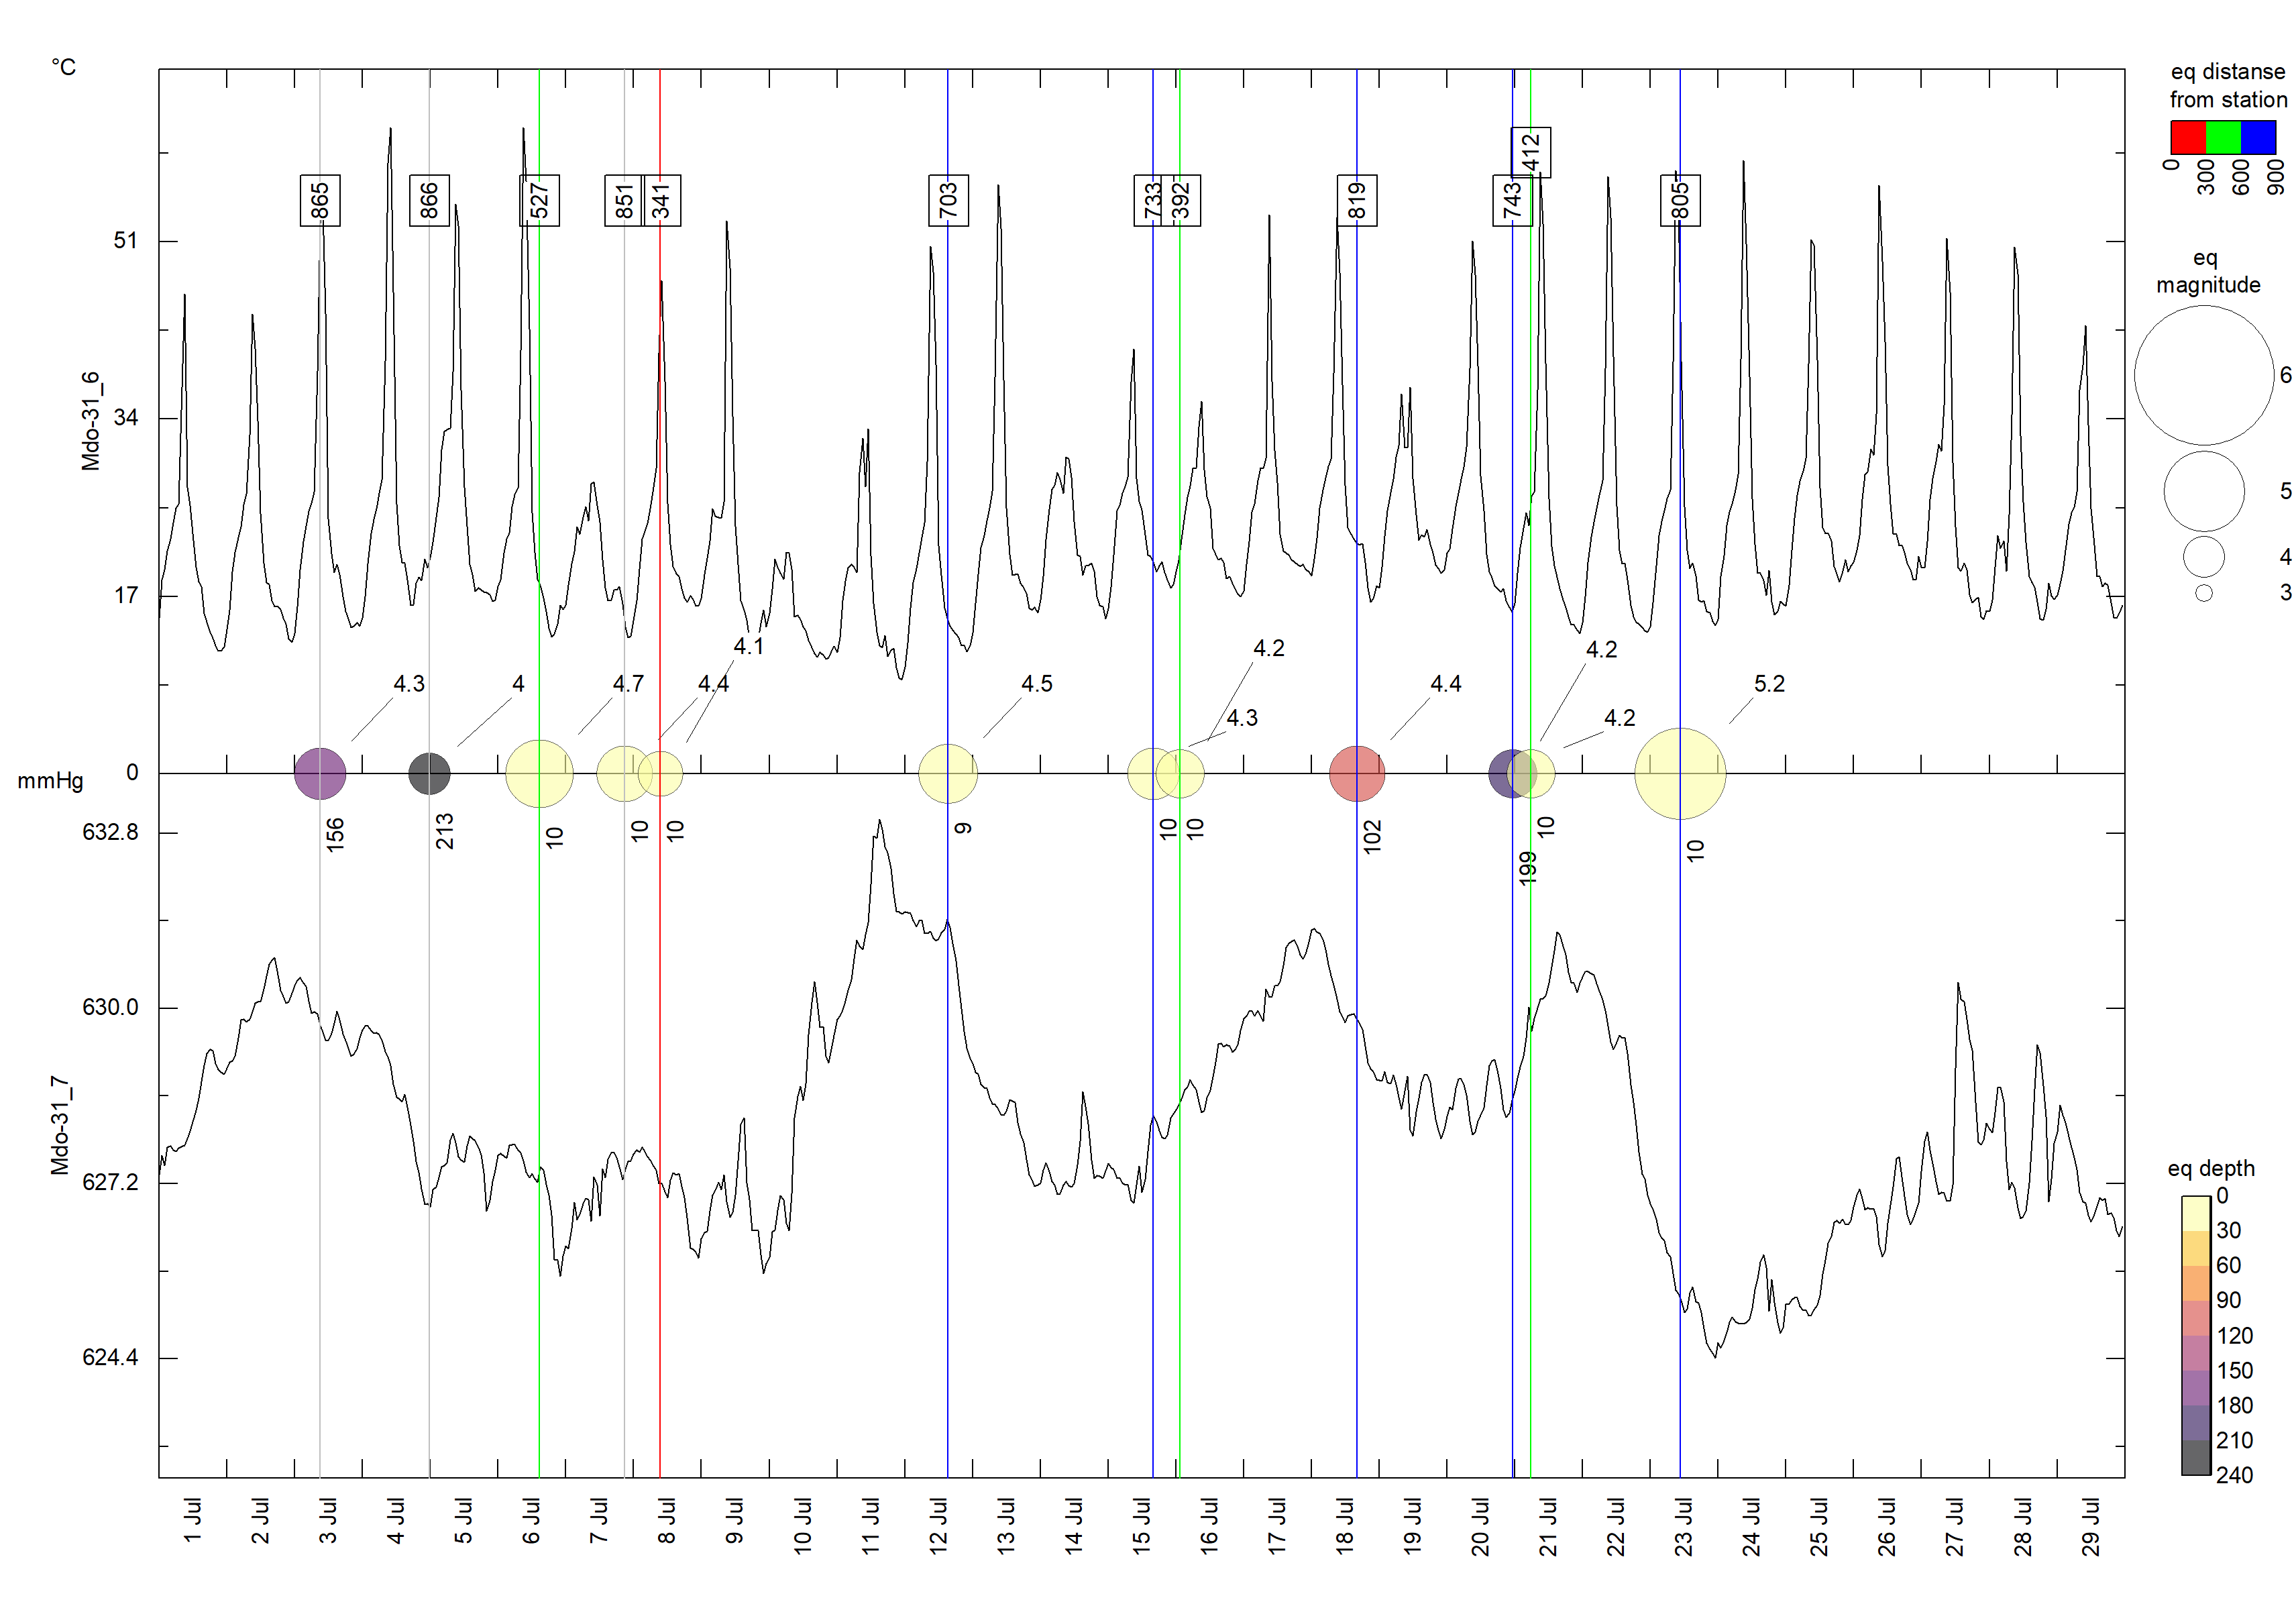 °C
eq distanse
from station
0
300
600
900
865
866
527
851
341
703
733
392
819
743
412
805
51
34
17
0
Mdo-31_6
eq
magnitude
6
5
4
3
4.3
4
4.7
4.4
4.1
4.5
4.2
4.3
4.4
4.2
4.2
5.2
mmHg
156
213
10
10
10
9
10
10
102
199
10
10
632.8
630.0
627.2
624.4
Mdo-31_7
eq depth
0
30
60
90
120
150
180
210
240
1 Jul
2 Jul
3 Jul
4 Jul
5 Jul
6 Jul
7 Jul
8 Jul
9 Jul
10 Jul
11 Jul
12 Jul
13 Jul
14 Jul
15 Jul
16 Jul
17 Jul
18 Jul
19 Jul
20 Jul
21 Jul
22 Jul
23 Jul
24 Jul
25 Jul
26 Jul
27 Jul
28 Jul
29 Jul